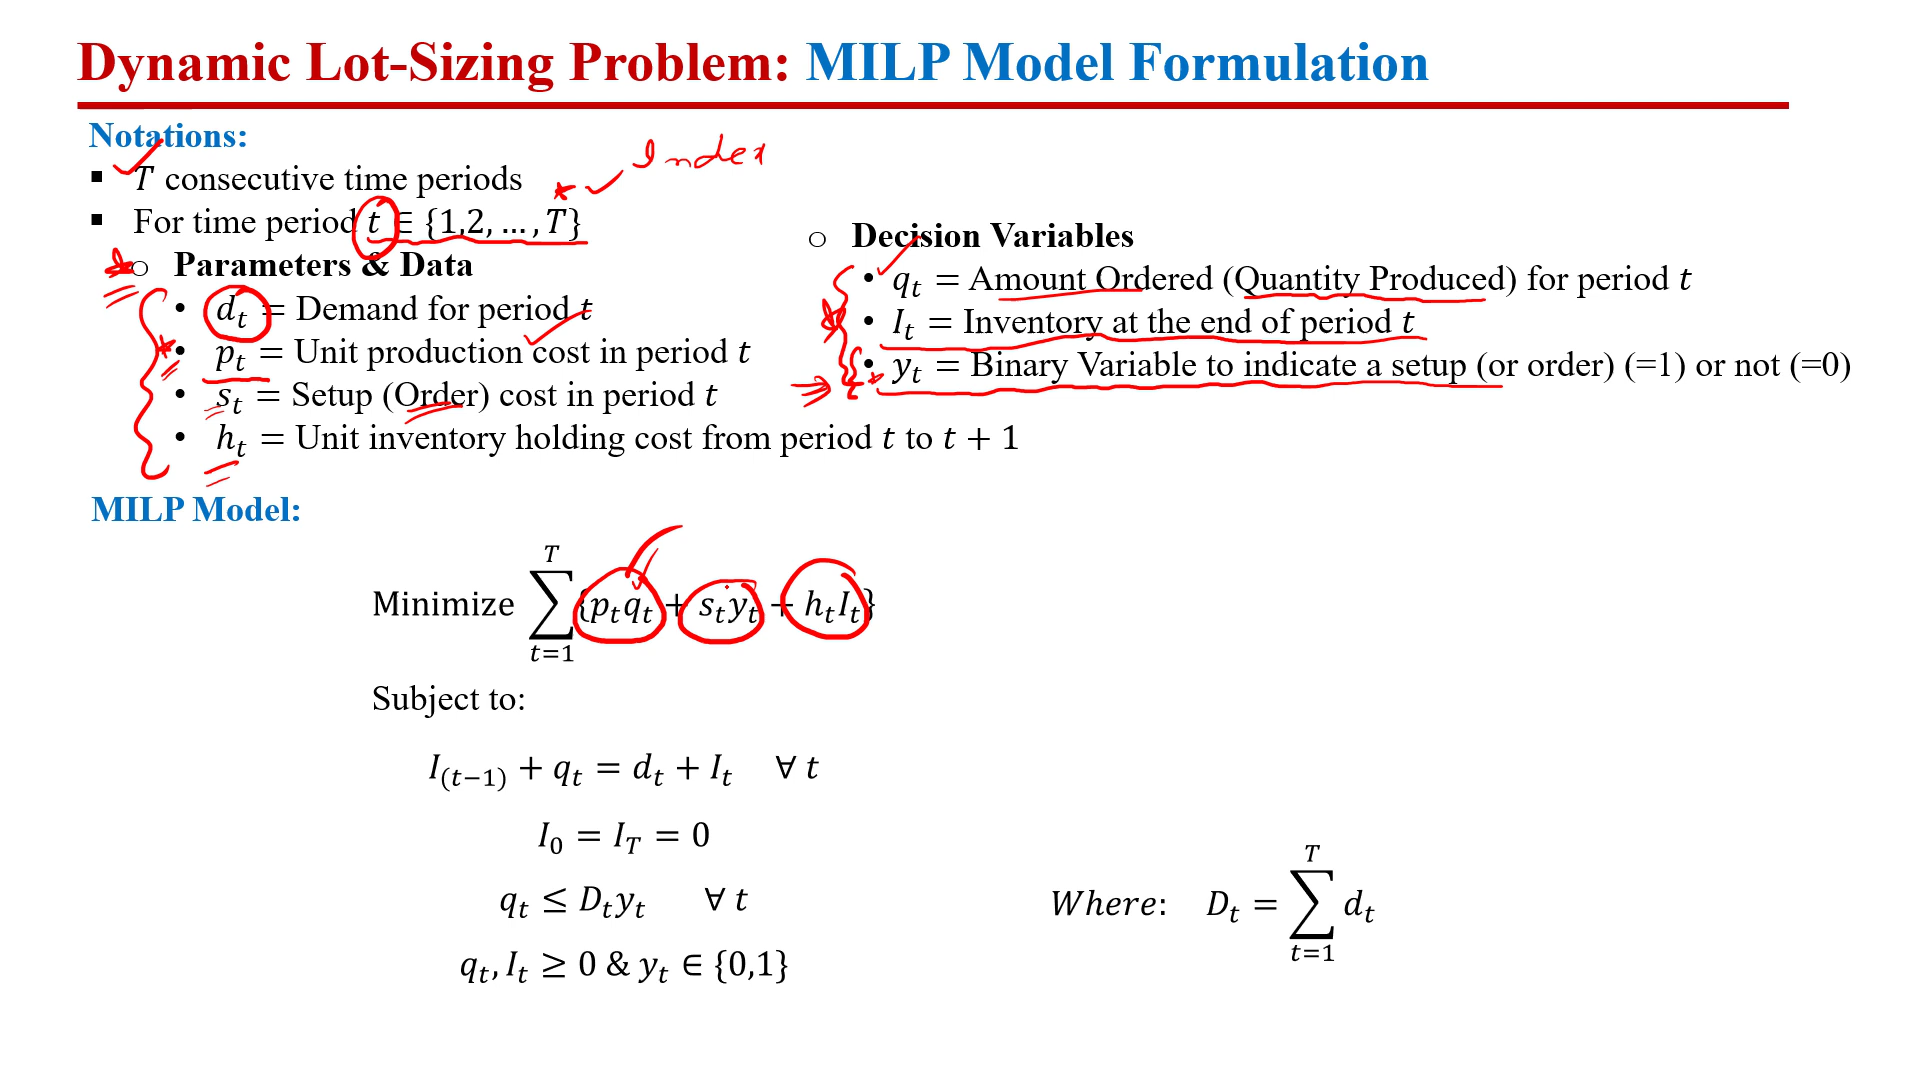 Dynamic Lot-Sizing Problem: MILP Model Formulation
Notations:
Index
▪ T consecutive time periods
▪ For time period t ∈ {1,2, … , T}
○ Parameters & Data
• d_t = Demand for period t
• p_t = Unit production cost in period t
• s_t = Setup (Order) cost in period t
• h_t = Unit inventory holding cost from period t to t + 1
○ Decision Variables
• q_t = Amount Ordered (Quantity Produced) for period t
• I_t = Inventory at the end of period t
• y_t = Binary Variable to indicate a setup (or order) (=1) or not (=0)
MILP Model:
Minimize ∑_{t=1}^{T} {p_t q_t + s_t y_t + h_t I_t}
Subject to:
I_(t−1) + q_t = d_t + I_t ∀ t
I_0 = I_T = 0
q_t ≤ D_t y_t ∀ t
Where: D_t = ∑_{t=1}^{T} d_t
q_t, I_t ≥ 0 & y_t ∈ {0,1}